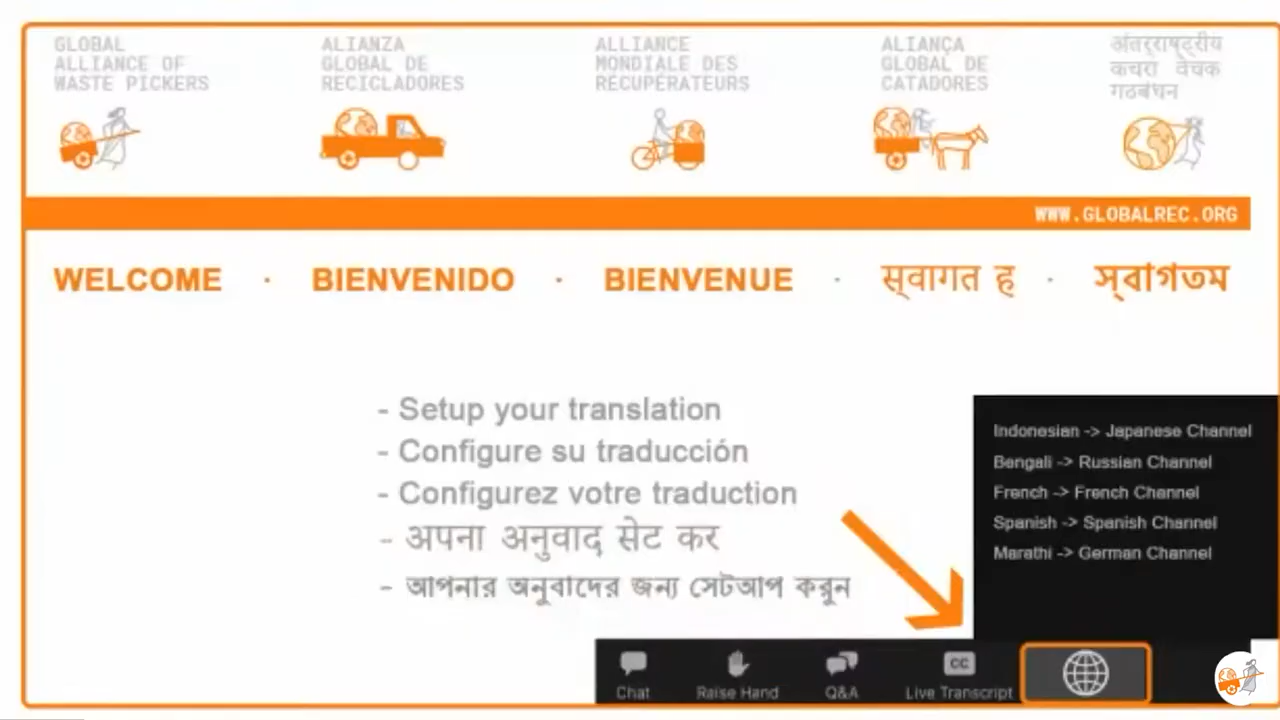 GLOBAL
ALLIANCE OF
WASTE PICKERS
ALIANZA
GLOBAL DE
RECICLADORES
ALLIANCE
MONDIALE DES
RÉCUPÉRATEURS
ALIANÇA
GLOBAL DE
CATADORES
अंतर्राष्ट्रीय
कचरा वेचक
गठबंधन
WWW.GLOBALREC.ORG
WELCOME · BIENVENIDO · BIENVENUE · स्वागत ह · স্বাগতম
- Setup your translation
- Configure su traducción
- Configurez votre traduction
- अपना अनुवाद सेट कर
- আপনার অনুবাদের জন্য সেটআপ করুন
Indonesian -> Japanese Channel
Bengali -> Russian Channel
French -> French Channel
Spanish -> Spanish Channel
Marathi -> German Channel
CC
Chat Raise Hand Q&A Live Transcript